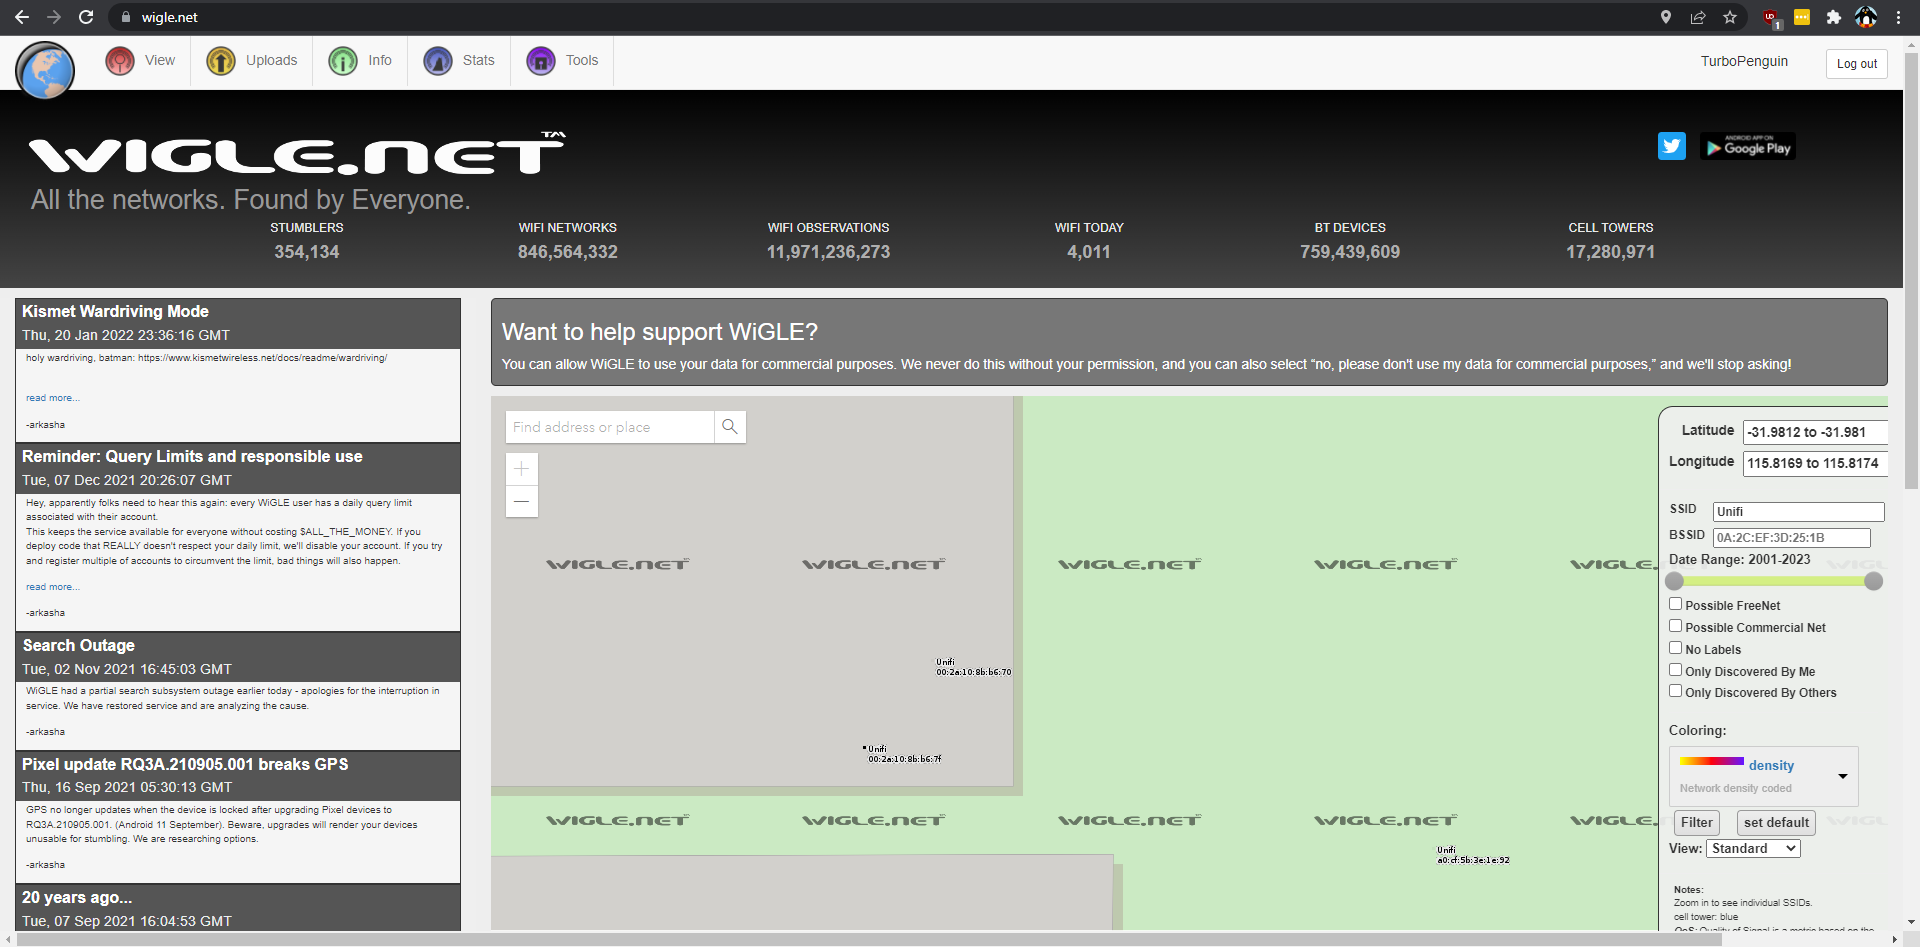 wigle.net
View
Uploads
Info
Stats
Tools
TurboPenguin
Log out
WIGLE.NET™
All the networks. Found by Everyone.
ANDROID APP ON
Google Play
STUMBLERS
354,134
WIFI NETWORKS
846,564,332
WIFI OBSERVATIONS
11,971,236,273
WIFI TODAY
4,011
BT DEVICES
759,439,609
CELL TOWERS
17,280,971
Kismet Wardriving Mode
Thu, 20 Jan 2022 23:36:16 GMT
holy wardriving, batman: https://www.kismetwireless.net/docs/readme/wardriving/
read more...
-arkasha
Reminder: Query Limits and responsible use
Tue, 07 Dec 2021 20:26:07 GMT
Hey, apparently folks need to hear this again: every WiGLE user has a daily query limit
associated with their account.
This keeps the service available for everyone without costing $ALL_THE_MONEY. If you
deploy code that REALLY doesn't respect your daily limit, we'll disable your account. If you try
and register multiple of accounts to circumvent the limit, bad things will also happen.
read more...
-arkasha
Search Outage
Tue, 02 Nov 2021 16:45:03 GMT
WiGLE had a partial search subsystem outage earlier today - apologies for the interruption in
service. We have restored service and are analyzing the cause.
-arkasha
Pixel update RQ3A.210905.001 breaks GPS
Thu, 16 Sep 2021 05:30:13 GMT
GPS no longer updates when the device is locked after upgrading Pixel devices to
RQ3A.210905.001. (Android 11 September). Beware, upgrades will render your devices
unusable for stumbling. We are researching options.
-arkasha
20 years ago...
Tue, 07 Sep 2021 16:04:53 GMT
Want to help support WiGLE?
You can allow WiGLE to use your data for commercial purposes. We never do this without your permission, and you can also select “no, please don't use my data for commercial purposes,” and we'll stop asking!
Find address or place
WIGLE.NET WIGLE.NET WIGLE.NET WIGLE.NET WIGLE.
Unifi
00:2a:10:8b:b6:70
Unifi
00:2a:10:8b:b6:7f
WIGLE.NET WIGLE.NET WIGLE.NET WIGLE.NET WIGLE.
Unifi
a0:cf:5b:3e:1e:92
Latitude -31.9812 to -31.981
Longitude 115.8169 to 115.8174
SSID Unifi
BSSID 0A:2C:EF:3D:25:1B
Date Range: 2001-2023
Possible FreeNet
Possible Commercial Net
No Labels
Only Discovered By Me
Only Discovered By Others
Coloring:
density
Network density coded
Filter set default
View: Standard
Notes:
Zoom in to see individual SSIDs.
cell tower: blue
QoS: Quality of Signal is a metric based on the